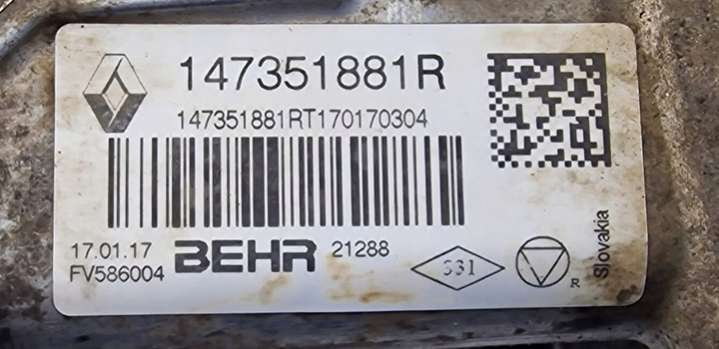 147351881R
147351881RT170170304
17.01.17
FV586004
BEHR
21288
331
R
Slovakia